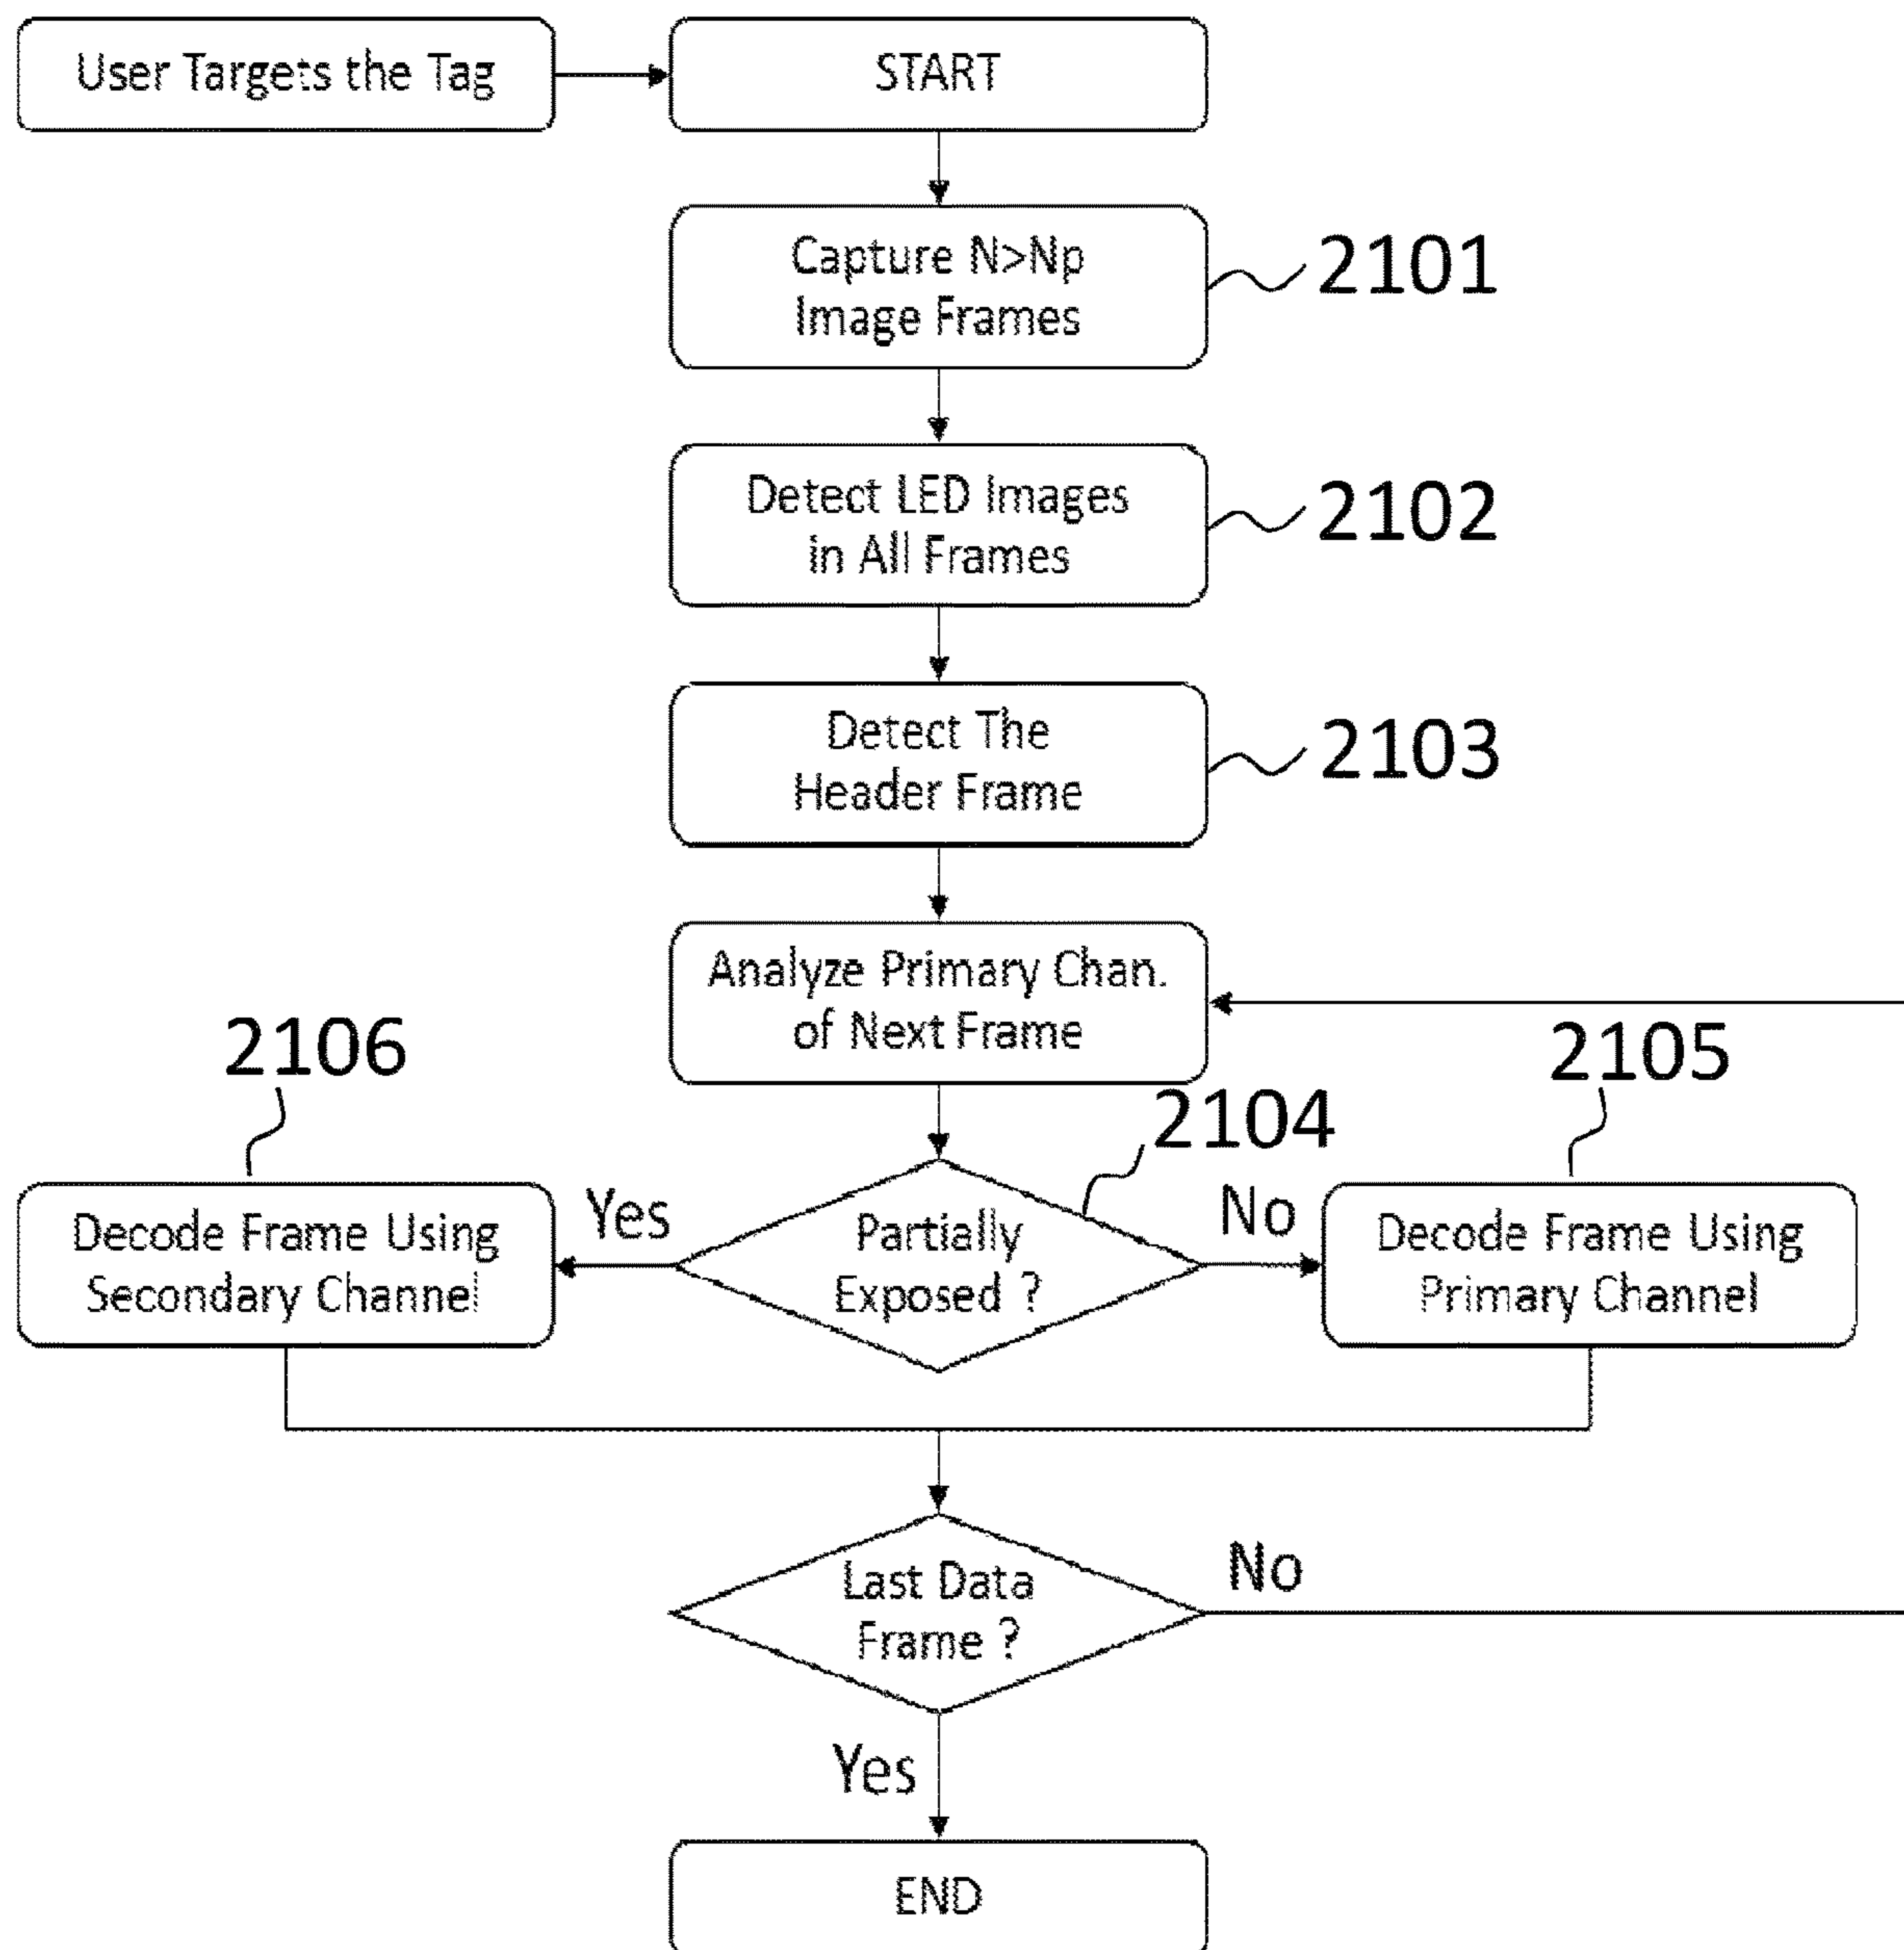 User Targets the Tag
START
Capture N>Np
Image Frames
2101
Detect LED Images
in All Frames
2102
Detect The
Header Frame
2103
Analyze Primary Chan.
of Next Frame
2106
2105
2104
Decode Frame Using
Secondary Channel
Yes
Partially
Exposed ?
No
Decode Frame Using
Primary Channel
Last Data
Frame ?
No
Yes
END